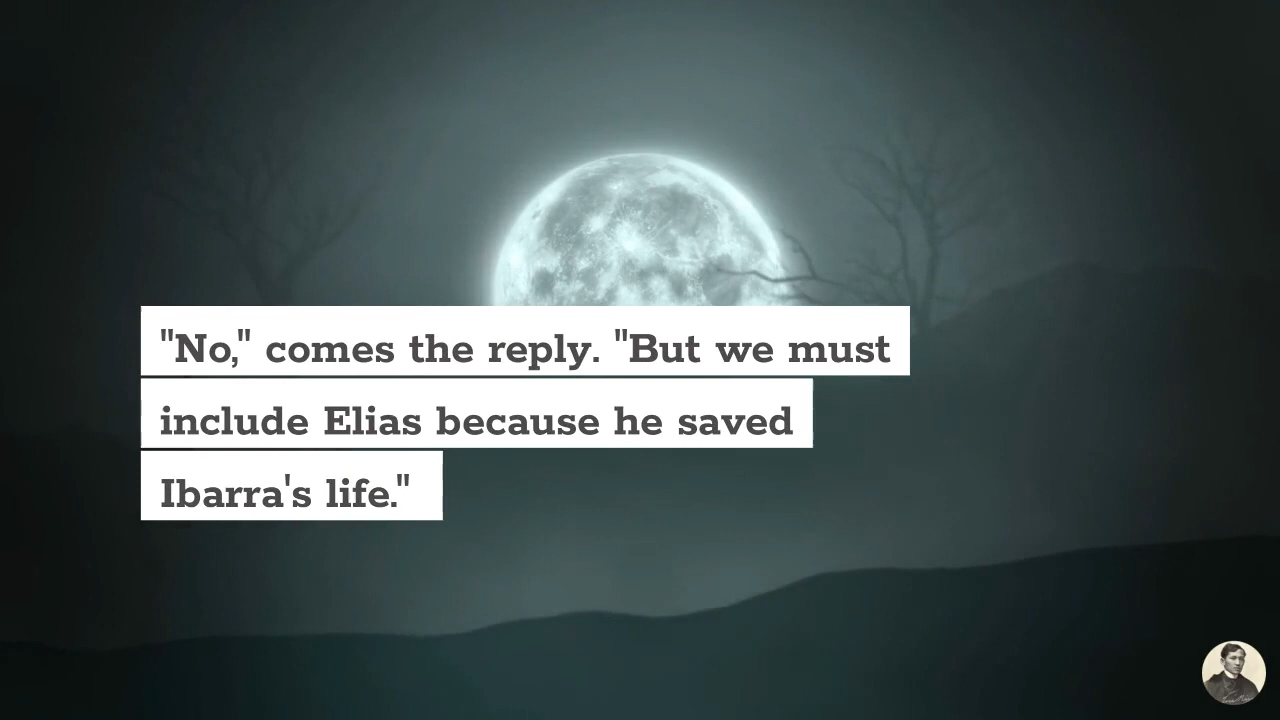 "No," comes the reply. "But we must
include Elias because he saved
Ibarra's life."